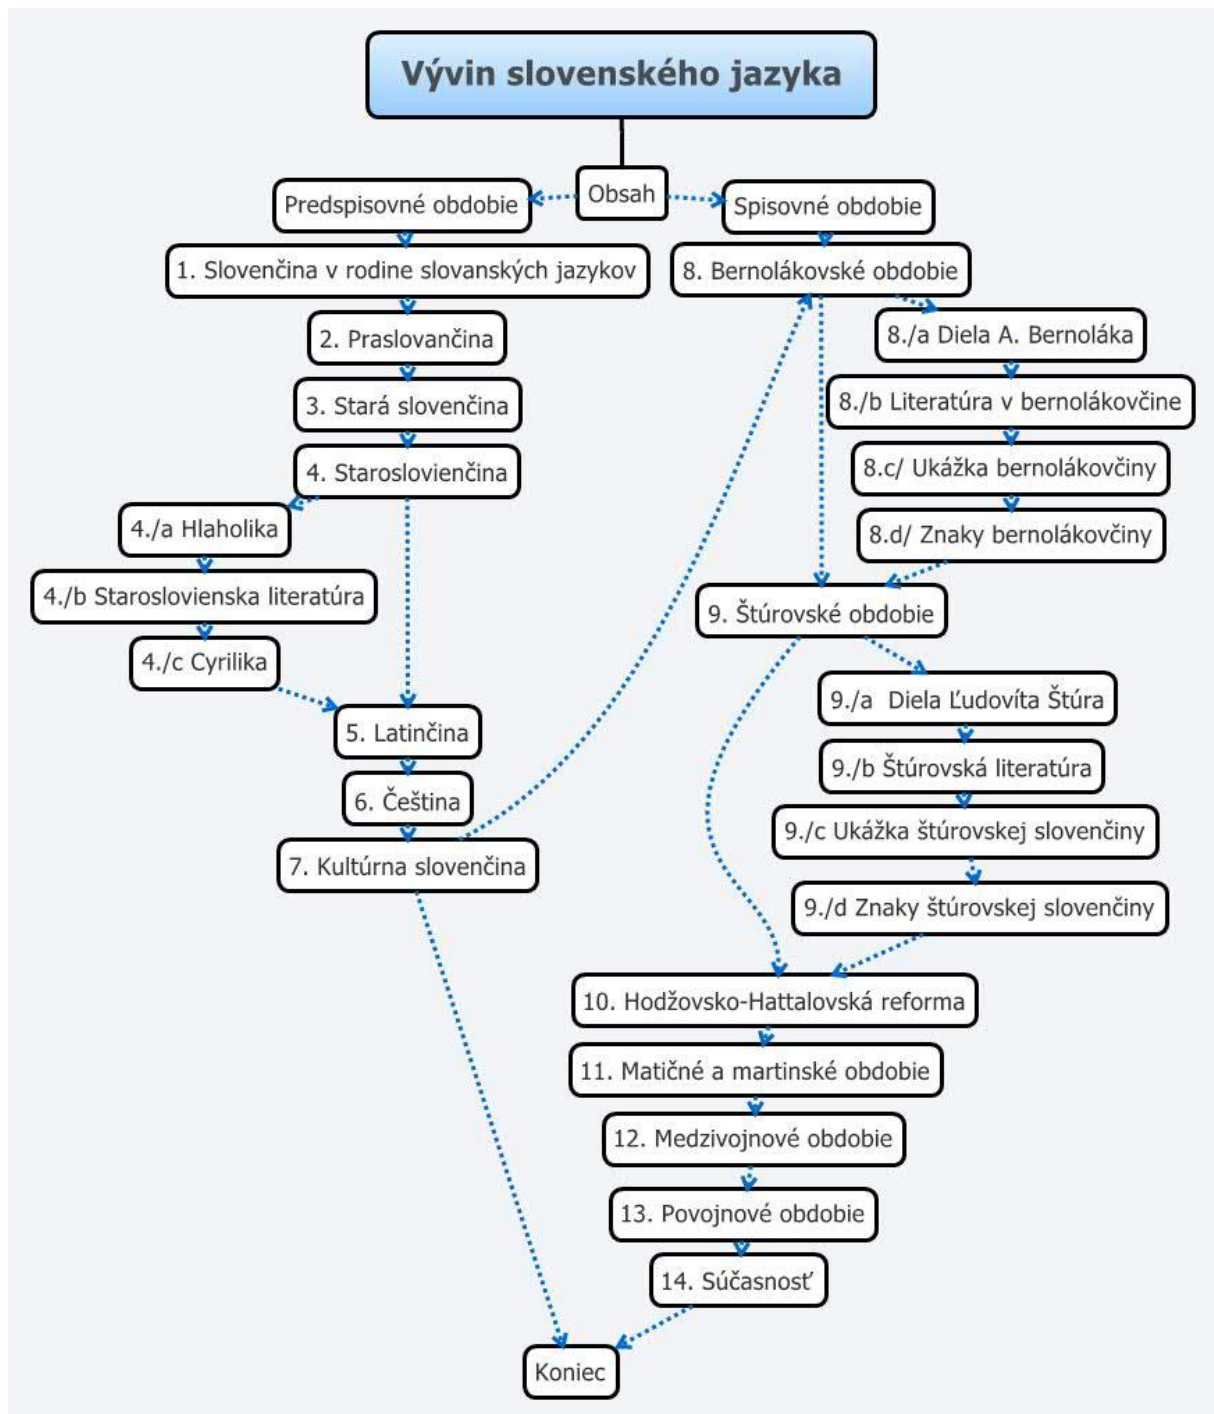 Vývin slovenského jazyka
Obsah
Predspisovné obdobie
1. Slovenčina v rodine slovanských jazykov
2. Praslovančina
3. Stará slovenčina
4. Staroslovienčina
4./a Hlaholika
4./b Staroslovienska literatúra
4./c Cyrilika
5. Latinčina
6. Čeština
7. Kultúrna slovenčina
Spisovné obdobie
8. Bernolákovské obdobie
8./a Diela A. Bernoláka
8./b Literatúra v bernolákovčine
8.c/ Ukážka bernolákovčiny
8.d/ Znaky bernolákovčiny
9. Štúrovské obdobie
9./a  Diela Ľudovíta Štúra
9./b Štúrovská literatúra
9./c Ukážka štúrovskej slovenčiny
9./d Znaky štúrovskej slovenčiny
10. Hodžovsko-Hattalovská reforma
11. Matičné a martinské obdobie
12. Medzivojnové obdobie
13. Povojnové obdobie
14. Súčasnosť
Koniec